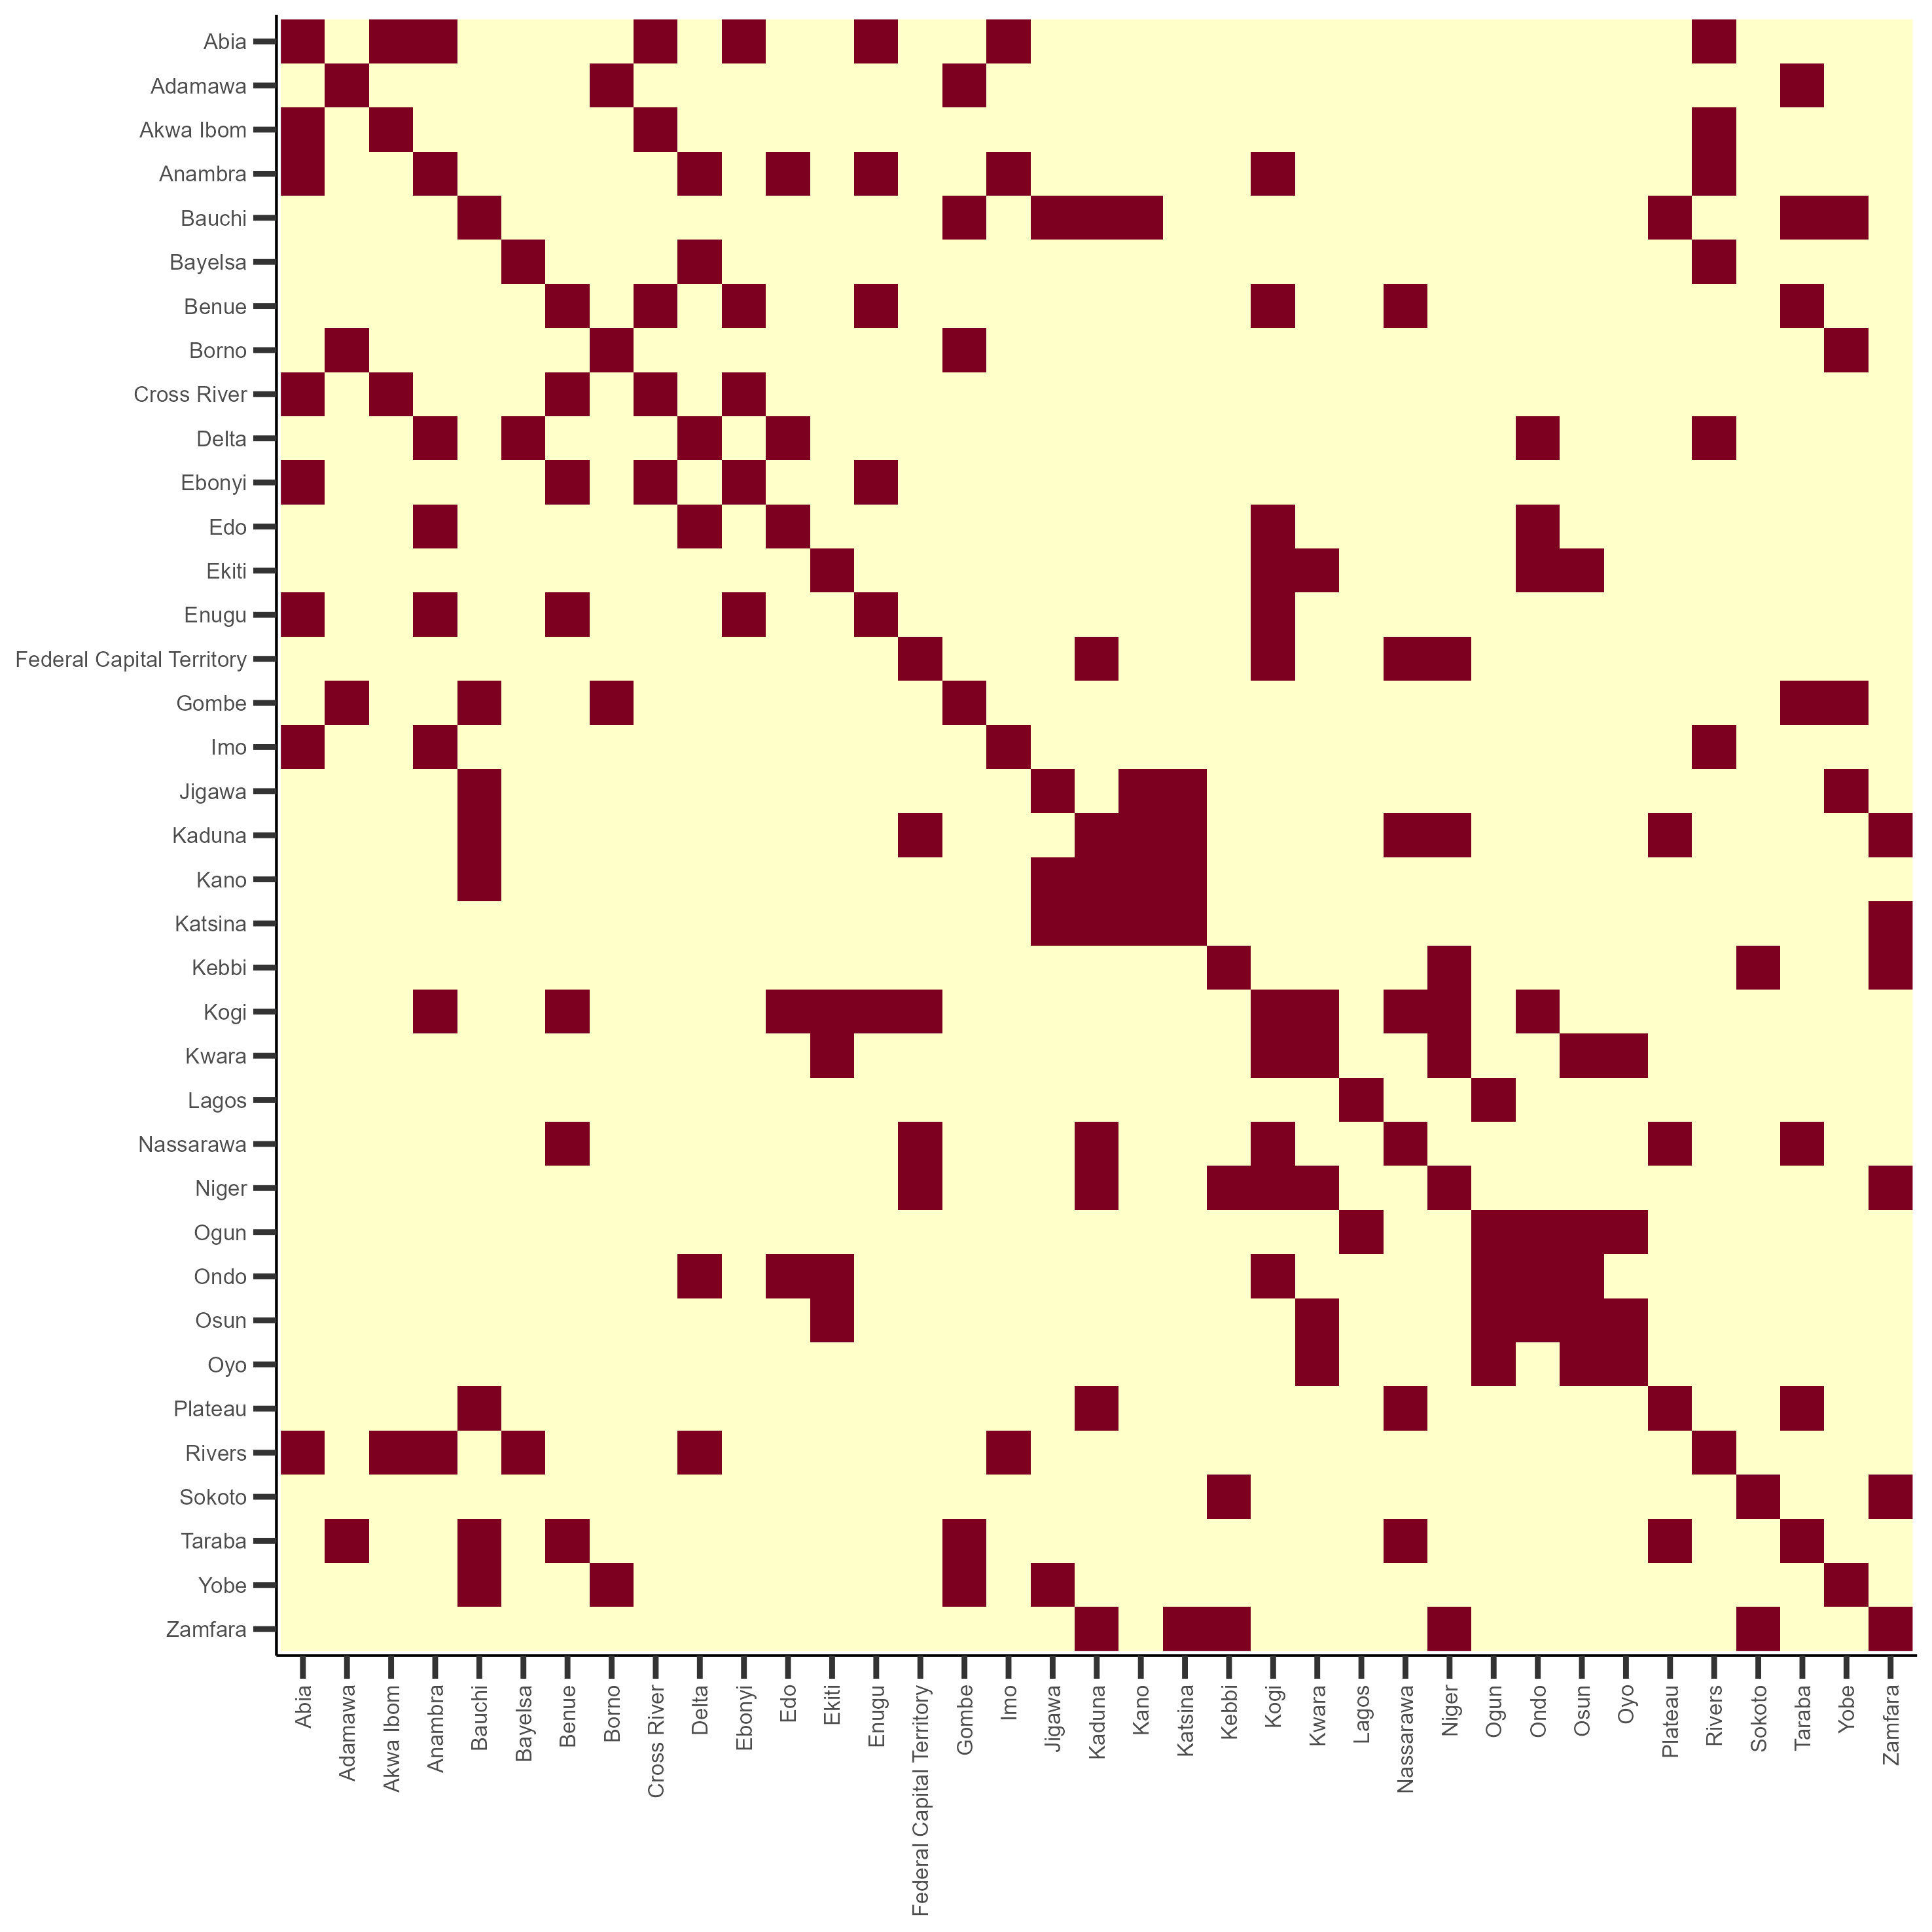 Abia
Adamawa
Akwa Ibom
Anambra
Bauchi
Bayelsa
Benue
Borno
Cross River
Delta
Ebonyi
Edo
Ekiti
Enugu
Federal Capital Territory
Gombe
Imo
Jigawa
Kaduna
Kano
Katsina
Kebbi
Kogi
Kwara
Lagos
Nassarawa
Niger
Ogun
Ondo
Osun
Oyo
Plateau
Rivers
Sokoto
Taraba
Yobe
Zamfara
Abia
Adamawa
Akwa Ibom
Anambra
Bauchi
Bayelsa
Benue
Borno
Cross River
Delta
Ebonyi
Edo
Ekiti
Enugu
Federal Capital Territory
Gombe
Imo
Jigawa
Kaduna
Kano
Katsina
Kebbi
Kogi
Kwara
Lagos
Nassarawa
Niger
Ogun
Ondo
Osun
Oyo
Plateau
Rivers
Sokoto
Taraba
Yobe
Zamfara